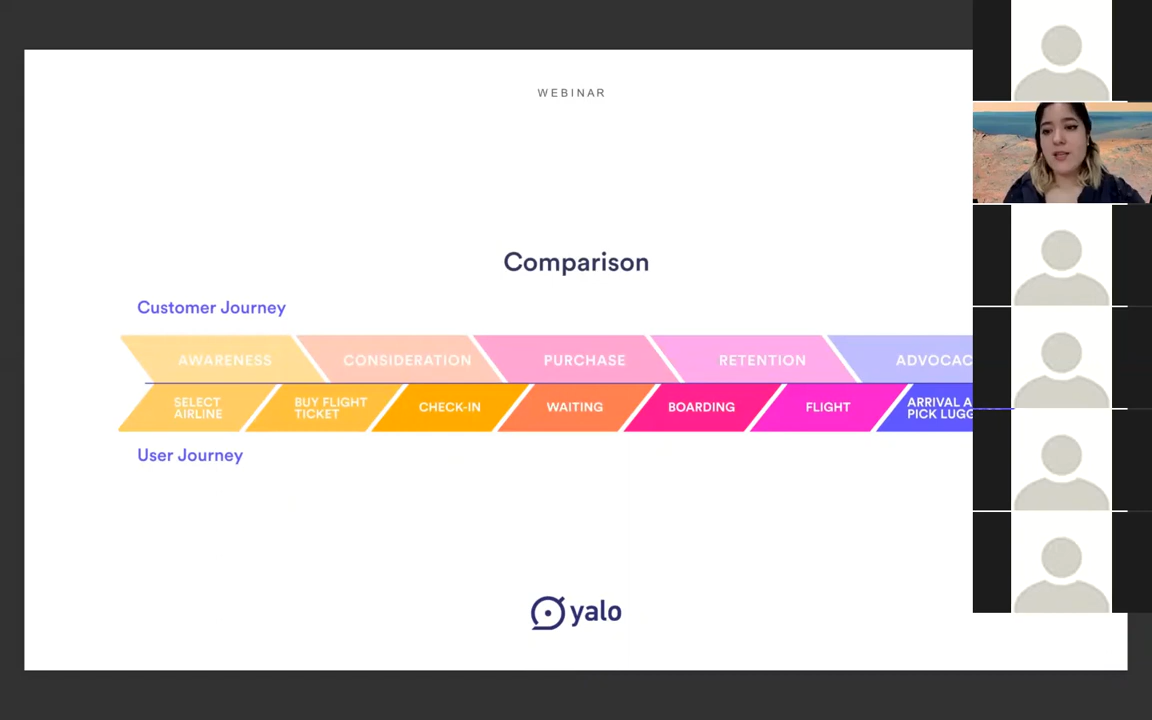 WEBINAR
Comparison
Customer Journey
AWARENESS
CONSIDERATION
PURCHASE
RETENTION
ADVOCAC
SELECT
AIRLINE
BUY FLIGHT
TICKET
CHECK-IN
WAITING
BOARDING
FLIGHT
ARRIVAL A
PICK LUGG
User Journey
yalo